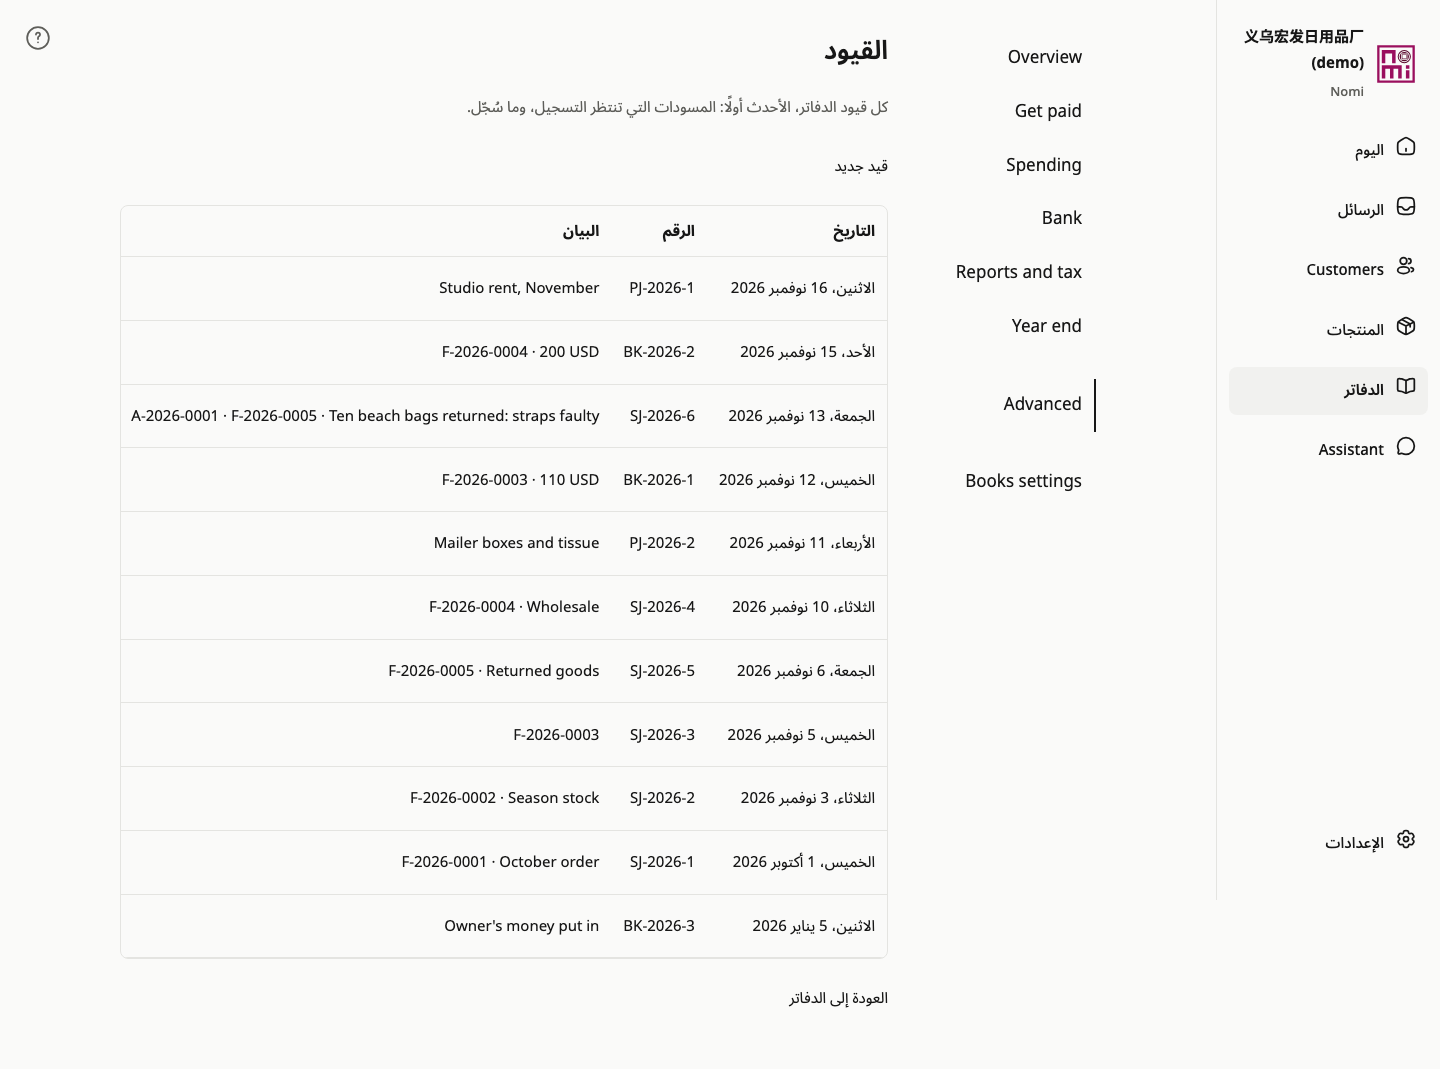 义乌宏发日用品厂
(demo)
Nomi
اليوم
الرسائل
Customers
المنتجات
الدفاتر
Assistant
الإعدادات
Overview
Get paid
Spending
Bank
Reports and tax
Year end
Advanced
Books settings
القيود
كل قيود الدفاتر، الأحدث أولًا: المسودات التي تنتظر التسجيل، وما سُجّل.
قيد جديد
التاريخ الرقم البيان
الاثنين، 16 نوفمبر 2026 PJ-2026-1 Studio rent, November
الأحد، 15 نوفمبر 2026 BK-2026-2 F-2026-0004 · 200 USD
الجمعة، 13 نوفمبر 2026 SJ-2026-6 A-2026-0001 · F-2026-0005 · Ten beach bags returned: straps faulty
الخميس، 12 نوفمبر 2026 BK-2026-1 F-2026-0003 · 110 USD
الأربعاء، 11 نوفمبر 2026 PJ-2026-2 Mailer boxes and tissue
الثلاثاء، 10 نوفمبر 2026 SJ-2026-4 F-2026-0004 · Wholesale
الجمعة، 6 نوفمبر 2026 SJ-2026-5 F-2026-0005 · Returned goods
الخميس، 5 نوفمبر 2026 SJ-2026-3 F-2026-0003
الثلاثاء، 3 نوفمبر 2026 SJ-2026-2 F-2026-0002 · Season stock
الخميس، 1 أكتوبر 2026 SJ-2026-1 F-2026-0001 · October order
الاثنين، 5 يناير 2026 BK-2026-3 Owner's money put in
العودة إلى الدفاتر